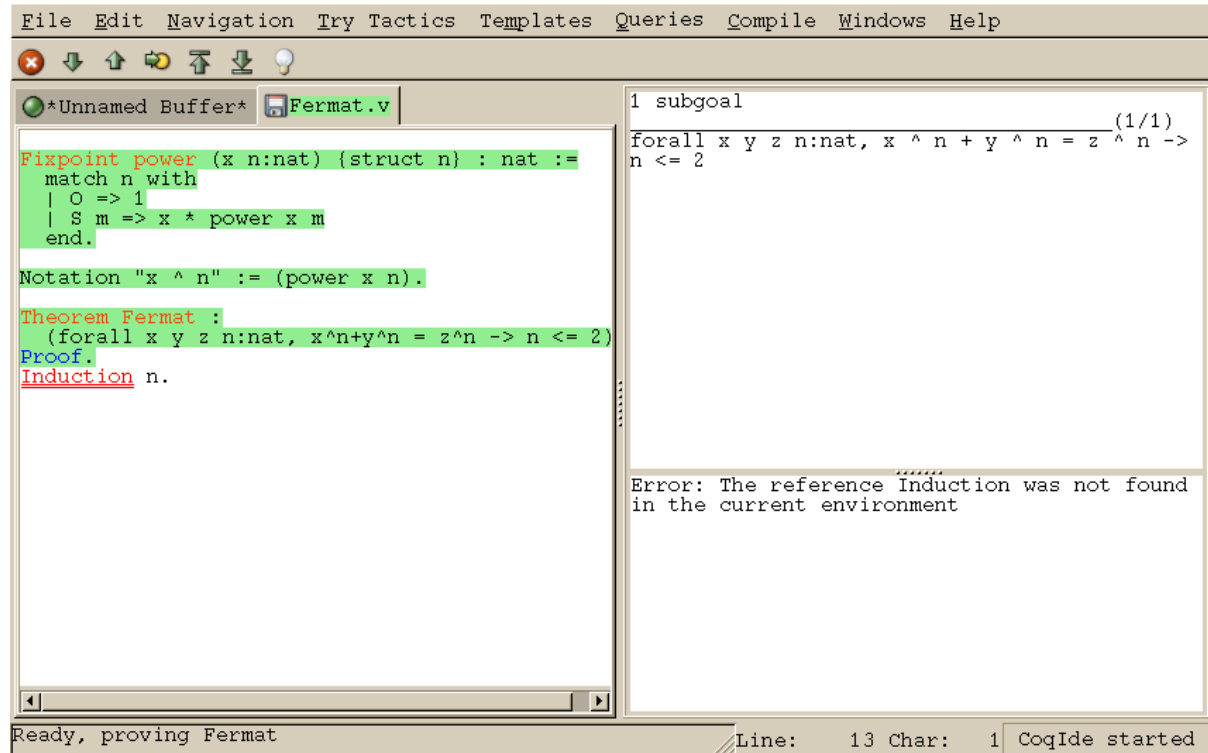 File Edit Navigation Try Tactics Templates Queries Compile Windows Help
*Unnamed Buffer* Fermat.v
Fixpoint power (x n:nat) {struct n} : nat :=
  match n with
  | O => 1
  | S m => x * power x m
  end.
Notation "x ^ n" := (power x n).
Theorem Fermat :
  (forall x y z n:nat, x^n+y^n = z^n -> n <= 2)
Proof.
Induction n.
1 subgoal
(1/1)
forall x y z n:nat, x ^ n + y ^ n = z ^ n ->
n <= 2
Error: The reference Induction was not found
in the current environment
Ready, proving Fermat
Line: 13 Char: 1 CoqIde started